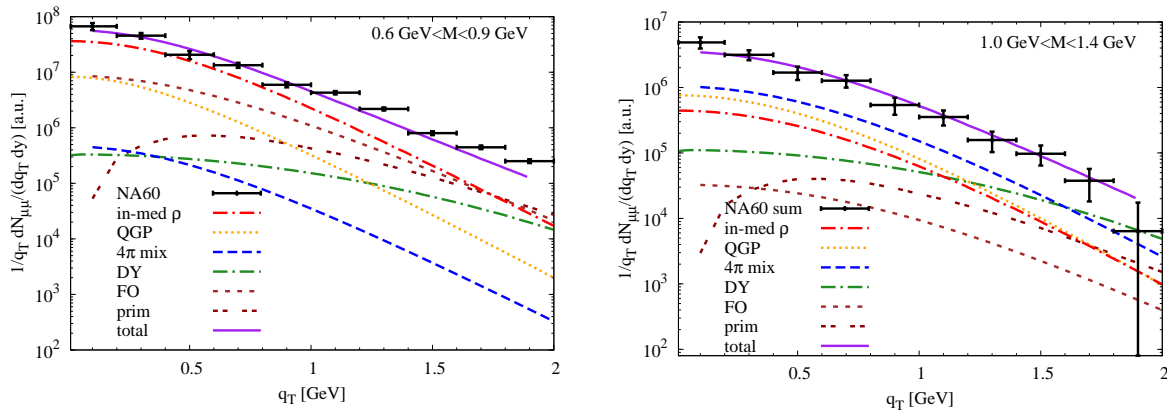 1/q_T dN_μμ/(dq_T dy) [a.u.]
10^8
10^7
10^6
10^5
10^4
10^3
10^2
0.6 GeV<M<0.9 GeV
NA60
in-med ρ
QGP
4π mix
DY
FO
prim
total
0.5
1
1.5
2
q_T [GeV]
1/q_T dN_μμ/(dq_T dy) [a.u.]
10^7
10^6
10^5
10^4
10^3
10^2
1.0 GeV<M<1.4 GeV
NA60 sum
in-med ρ
QGP
4π mix
DY
FO
prim
total
0.5
1
1.5
2
q_T [GeV]